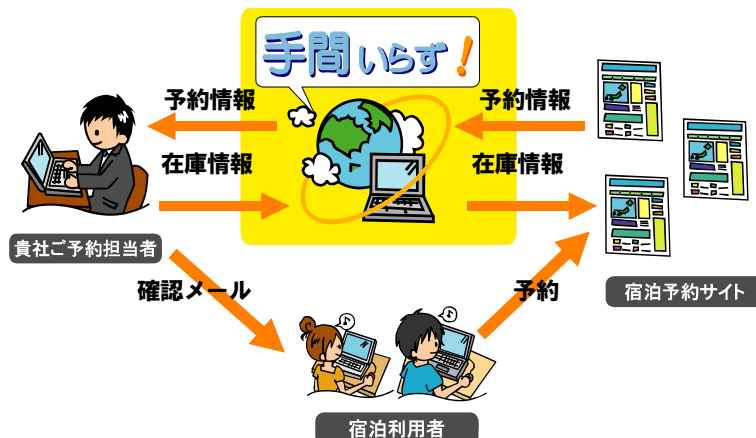 手間いらず!
予約情報
予約情報
在庫情報
在庫情報
貴社ご予約担当者
確認メール
予約
宿泊予約サイト
宿泊利用者